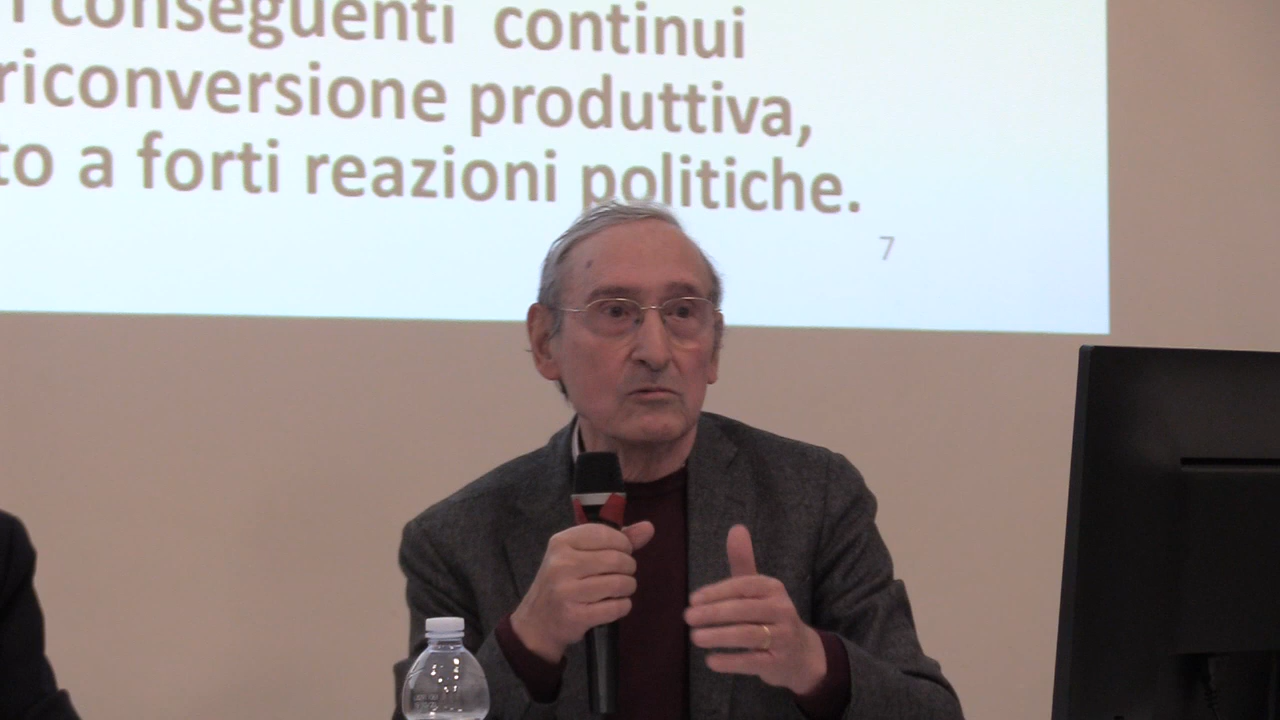 conseguenti continui
riconversione produttiva,
to a forti reazioni politiche.
7